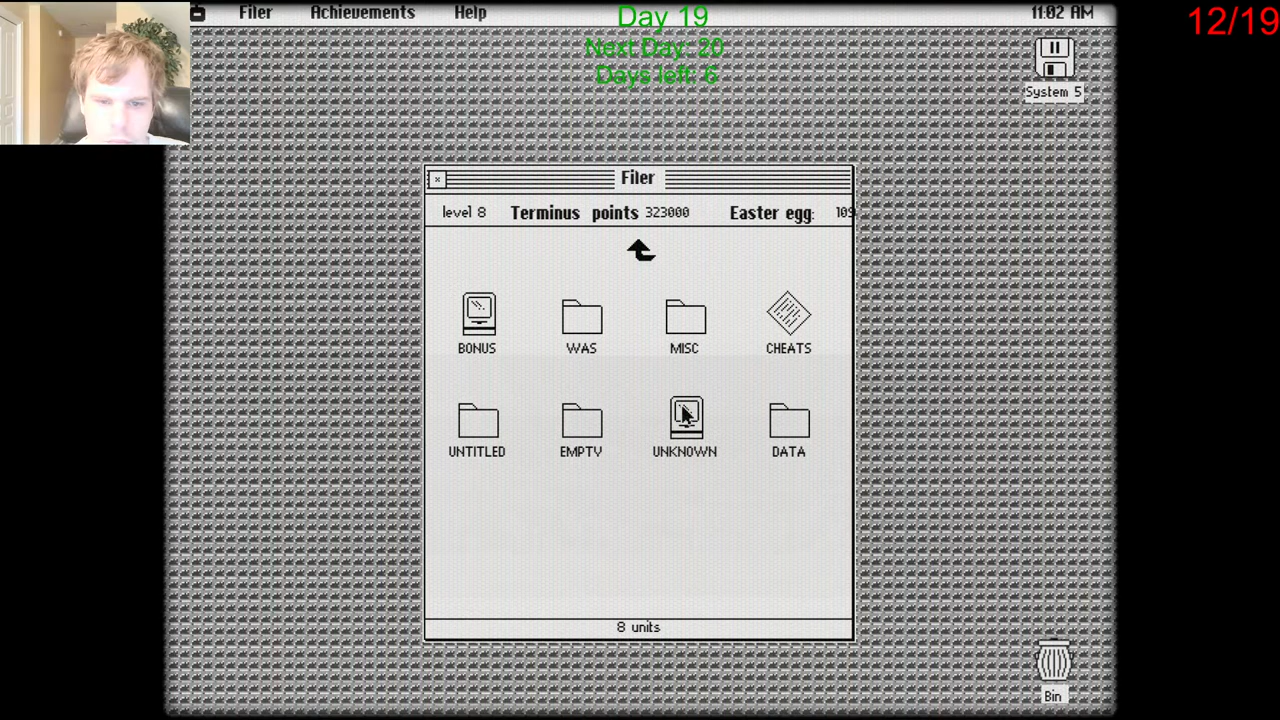 Filer Achievements Help 11:02 AM
Day 19
Next Day: 20
Days left: 6
12/19
System 5
Filer
level 8 Terminus points 323000 Easter egg: 109
BONUS WAS MISC CHEATS
UNTITLED EMPTY UNKNOWN DATA
8 units
Bin